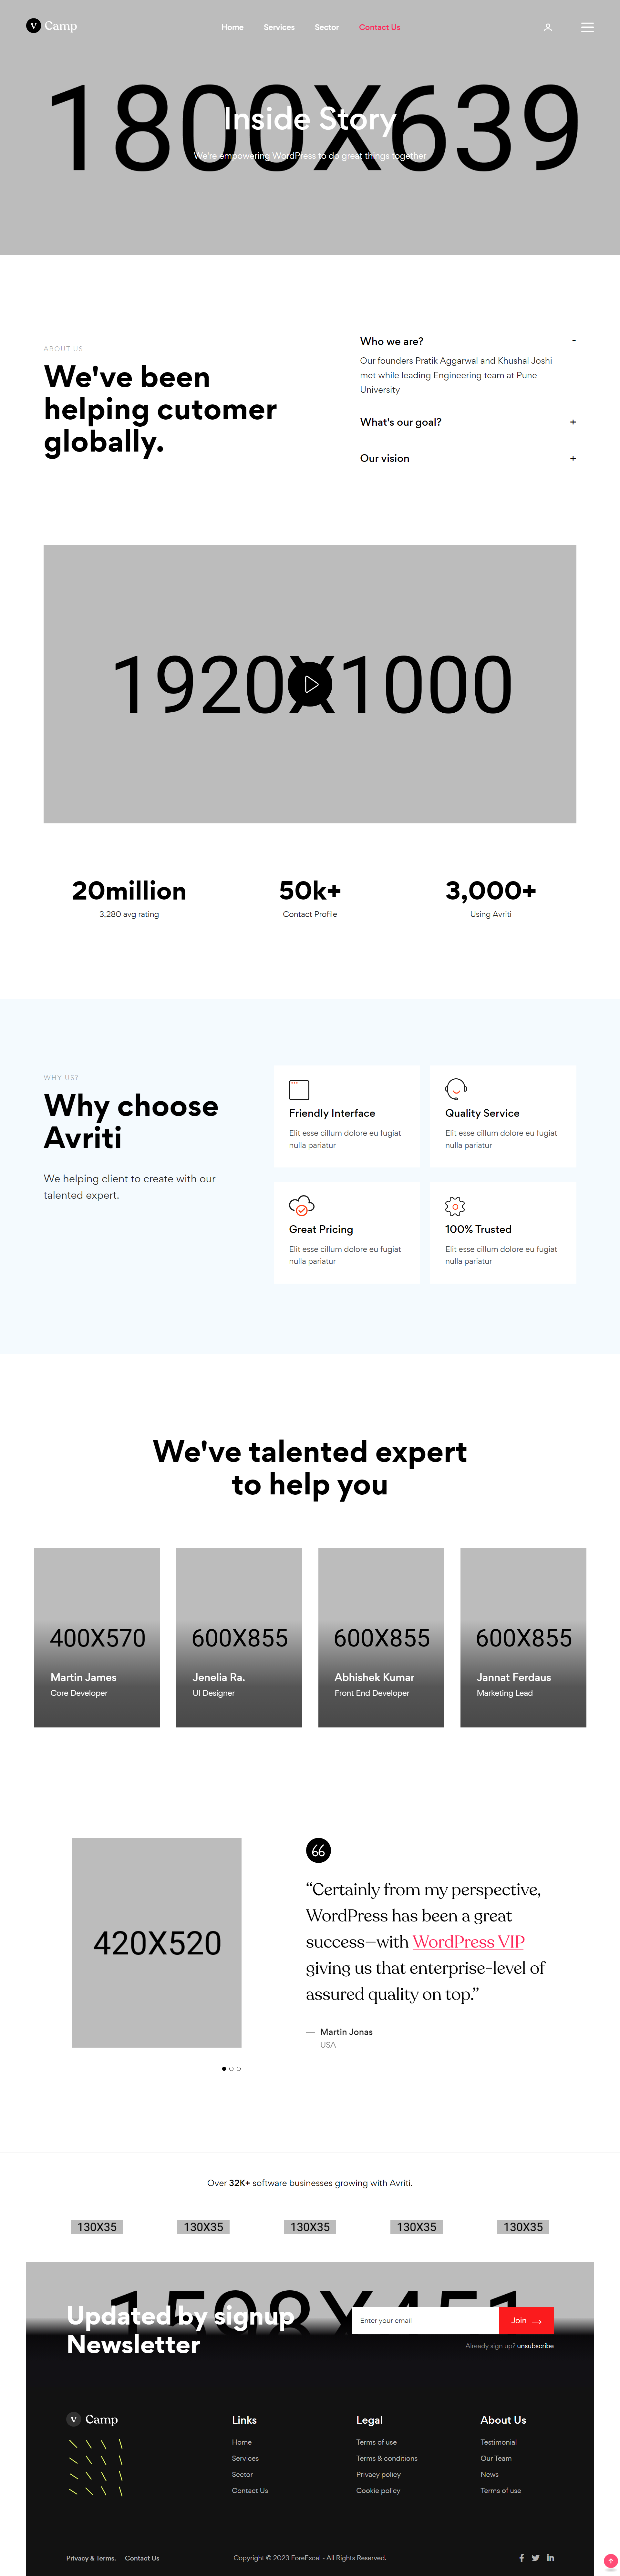 V Camp
Home Services Sector Contact Us
1800X639
Inside Story
We're empowering WordPress to do great things together
ABOUT US
We've been
helping cutomer
globally.
Who we are? -
Our founders Pratik Aggarwal and Khushal Joshi
met while leading Engineering team at Pune
University
What's our goal? +
Our vision +
1920X1000
20million
3,280 avg rating
50k+
Contact Profile
3,000+
Using Avriti
WHY US?
Why choose
Avriti
We helping client to create with our
talented expert.
Friendly Interface
Elit esse cillum dolore eu fugiat
nulla pariatur
Quality Service
Elit esse cillum dolore eu fugiat
nulla pariatur
Great Pricing
Elit esse cillum dolore eu fugiat
nulla pariatur
100% Trusted
Elit esse cillum dolore eu fugiat
nulla pariatur
We've talented expert
to help you
400X570
Martin James
Core Developer
600X855
Jenelia Ra.
UI Designer
600X855
Abhishek Kumar
Front End Developer
600X855
Jannat Ferdaus
Marketing Lead
420X520
“Certainly from my perspective,
WordPress has been a great
success—with WordPress VIP
giving us that enterprise-level of
assured quality on top.”
— Martin Jonas
USA
Over 32K+ software businesses growing with Avriti.
130X35 130X35 130X35 130X35 130X35
Updated by signup
Newsletter
Enter your email
Join
Already sign up? unsubscribe
V Camp
Links
Home
Services
Sector
Contact Us
Legal
Terms of use
Terms & conditions
Privacy policy
Cookie policy
About Us
Testimonial
Our Team
News
Terms of use
Privacy & Terms. Contact Us
Copyright © 2023 ForeExcel - All Rights Reserved.